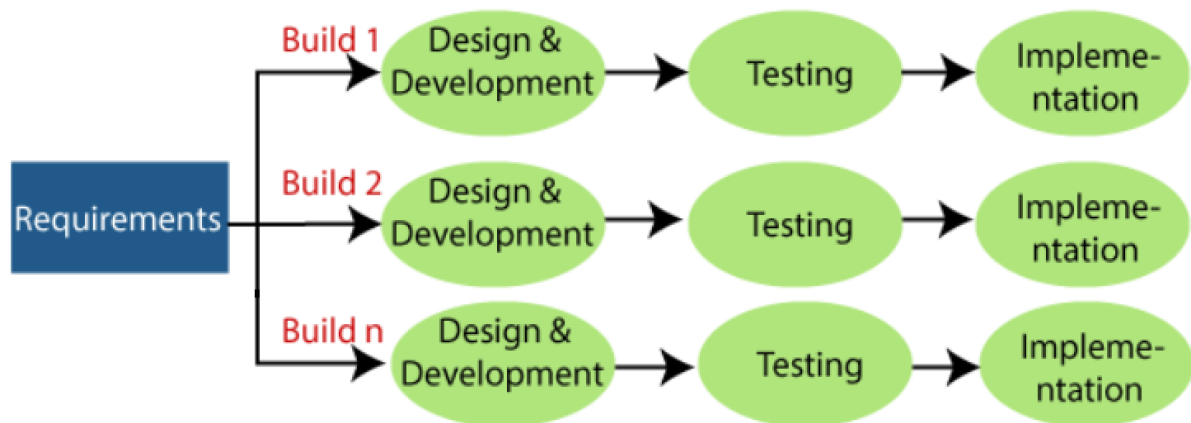 Build 1
Design &
Development
Testing
Impleme-
ntation
Requirements
Build 2
Design &
Development
Testing
Impleme-
ntation
Build n
Design &
Development
Testing
Impleme-
ntation